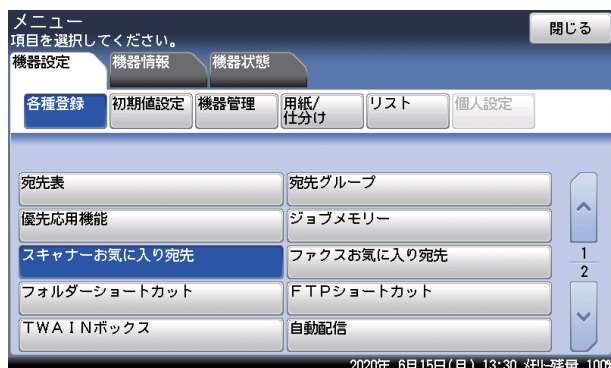 メニュー
項目を選択してください。
閉じる
機器設定
機器情報
機器状態
各種登録
初期値設定
機器管理
用紙/
仕分け
リスト
個人設定
宛先表
宛先グループ
優先応用機能
ジョブメモリー
スキャナーお気に入り宛先
ファクスお気に入り宛先
1
2
フォルダーショートカット
ＦＴＰショートカット
ＴＷＡＩＮボックス
自動配信
2020年 6月15日(月) 13:30 ﾒﾓﾘｰ残量 100%